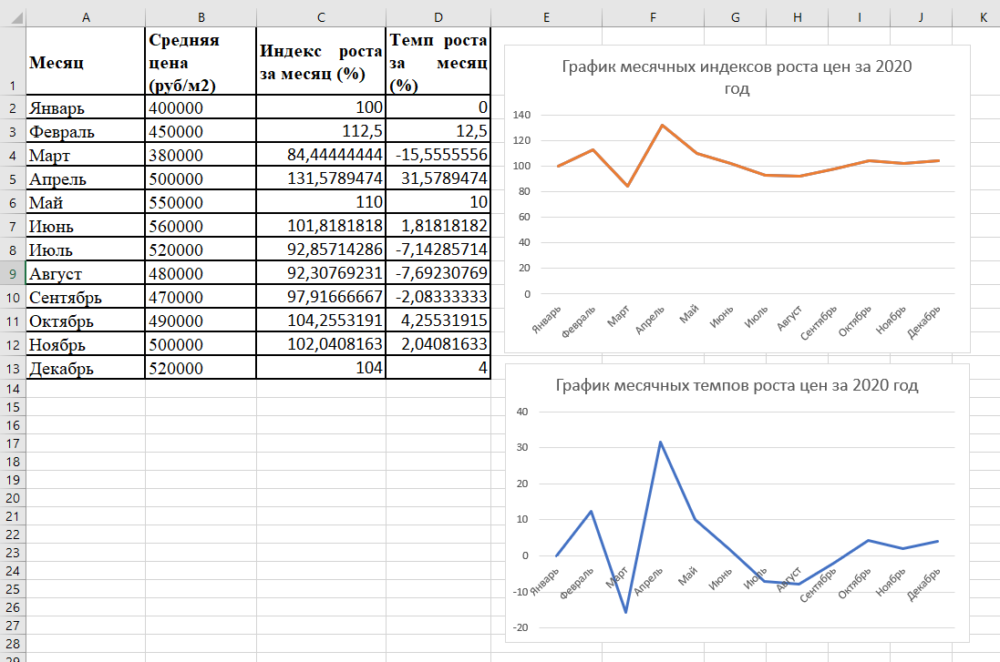 A B C D E F G H I J K
1 Месяц Средняя цена (руб/м2) Индекс роста за месяц (%) Темп роста за месяц (%)
2 Январь 400000 100 0
3 Февраль 450000 112,5 12,5
4 Март 380000 84,44444444 -15,5555556
5 Апрель 500000 131,5789474 31,5789474
6 Май 550000 110 10
7 Июнь 560000 101,8181818 1,81818182
8 Июль 520000 92,85714286 -7,14285714
9 Август 480000 92,30769231 -7,69230769
10 Сентябрь 470000 97,91666667 -2,08333333
11 Октябрь 490000 104,2553191 4,25531915
12 Ноябрь 500000 102,0408163 2,04081633
13 Декабрь 520000 104 4
14
15
16
17
18
19
20
21
22
23
24
25
26
27
28
29
График месячных индексов роста цен за 2020
год
140
120
100
80
60
40
20
0
Январь Февраль Март Апрель Май Июнь Июль Август Сентябрь Октябрь Ноябрь Декабрь
График месячных темпов роста цен за 2020 год
40
30
20
10
0
-10
-20
Январь Февраль Март Апрель Май Июнь Июль Август Сентябрь Октябрь Ноябрь Декабрь